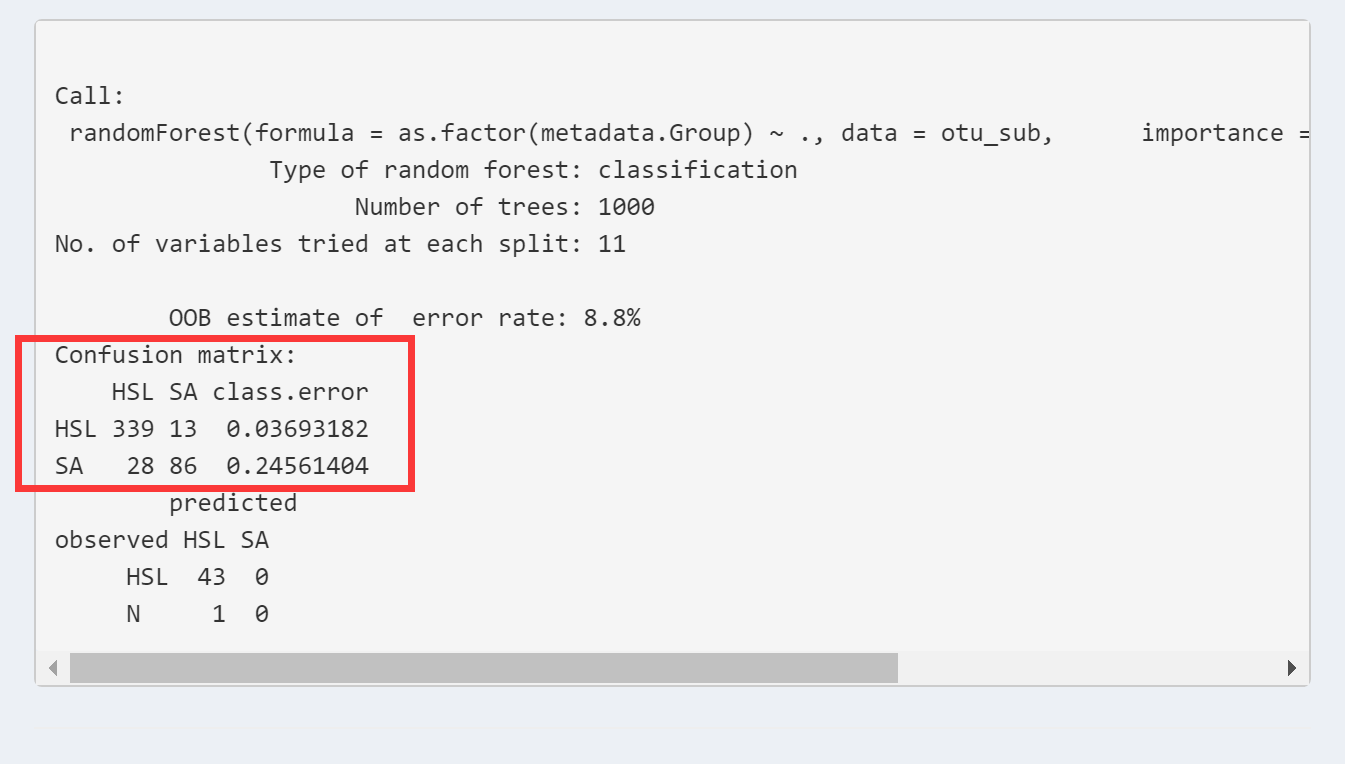 Call:
 randomForest(formula = as.factor(metadata.Group) ~ ., data = otu_sub,      importance =
               Type of random forest: classification
                     Number of trees: 1000
No. of variables tried at each split: 11
        OOB estimate of  error rate: 8.8%
Confusion matrix:
    HSL SA class.error
HSL 339 13  0.03693182
SA   28 86  0.24561404
        predicted
observed HSL SA
     HSL  43  0
     N     1  0